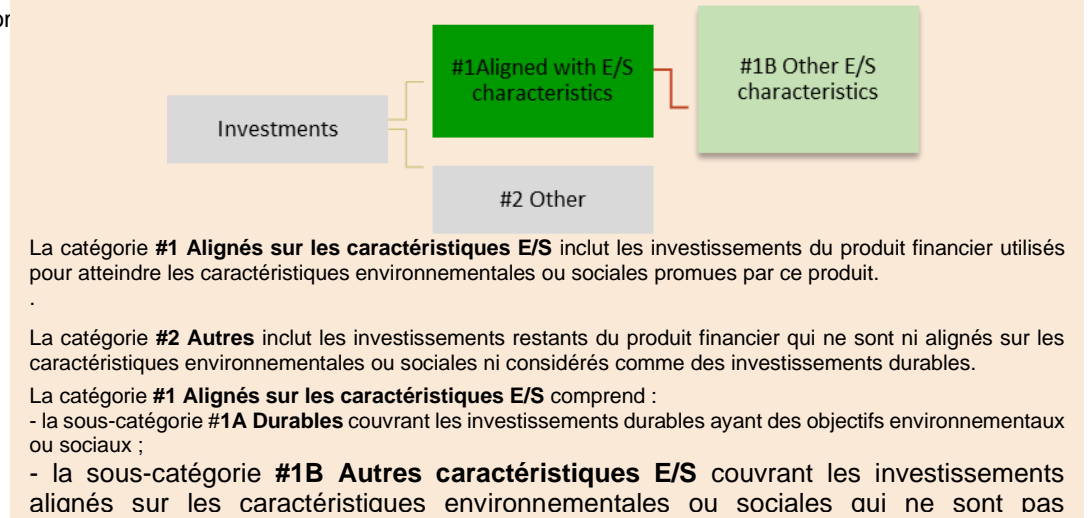 or
#1Aligned with E/S
characteristics
#1B Other E/S
characteristics
Investments
#2 Other
La catégorie #1 Alignés sur les caractéristiques E/S inclut les investissements du produit financier utilisés
pour atteindre les caractéristiques environnementales ou sociales promues par ce produit.
.
La catégorie #2 Autres inclut les investissements restants du produit financier qui ne sont ni alignés sur les
caractéristiques environnementales ou sociales ni considérés comme des investissements durables.
La catégorie #1 Alignés sur les caractéristiques E/S comprend :
- la sous-catégorie #1A Durables couvrant les investissements durables ayant des objectifs environnementaux
ou sociaux ;
- la sous-catégorie #1B Autres caractéristiques E/S couvrant les investissements
alignés sur les caractéristiques environnementales ou sociales qui ne sont pas